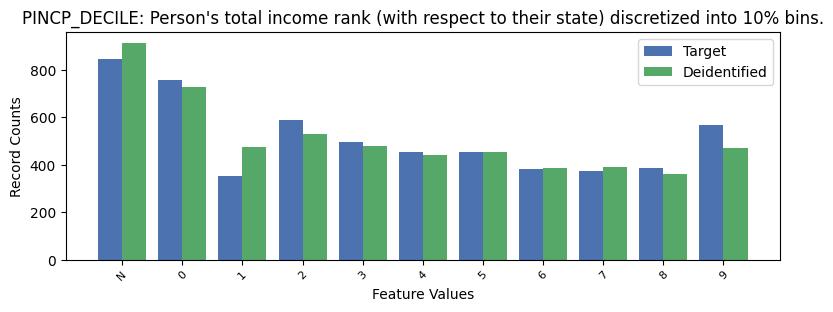 PINCP_DECILE: Person's total income rank (with respect to their state) discretized into 10% bins.
Target
Deidentified
Record Counts
800
600
400
200
0
N 0 1 2 3 4 5 6 7 8 9
Feature Values